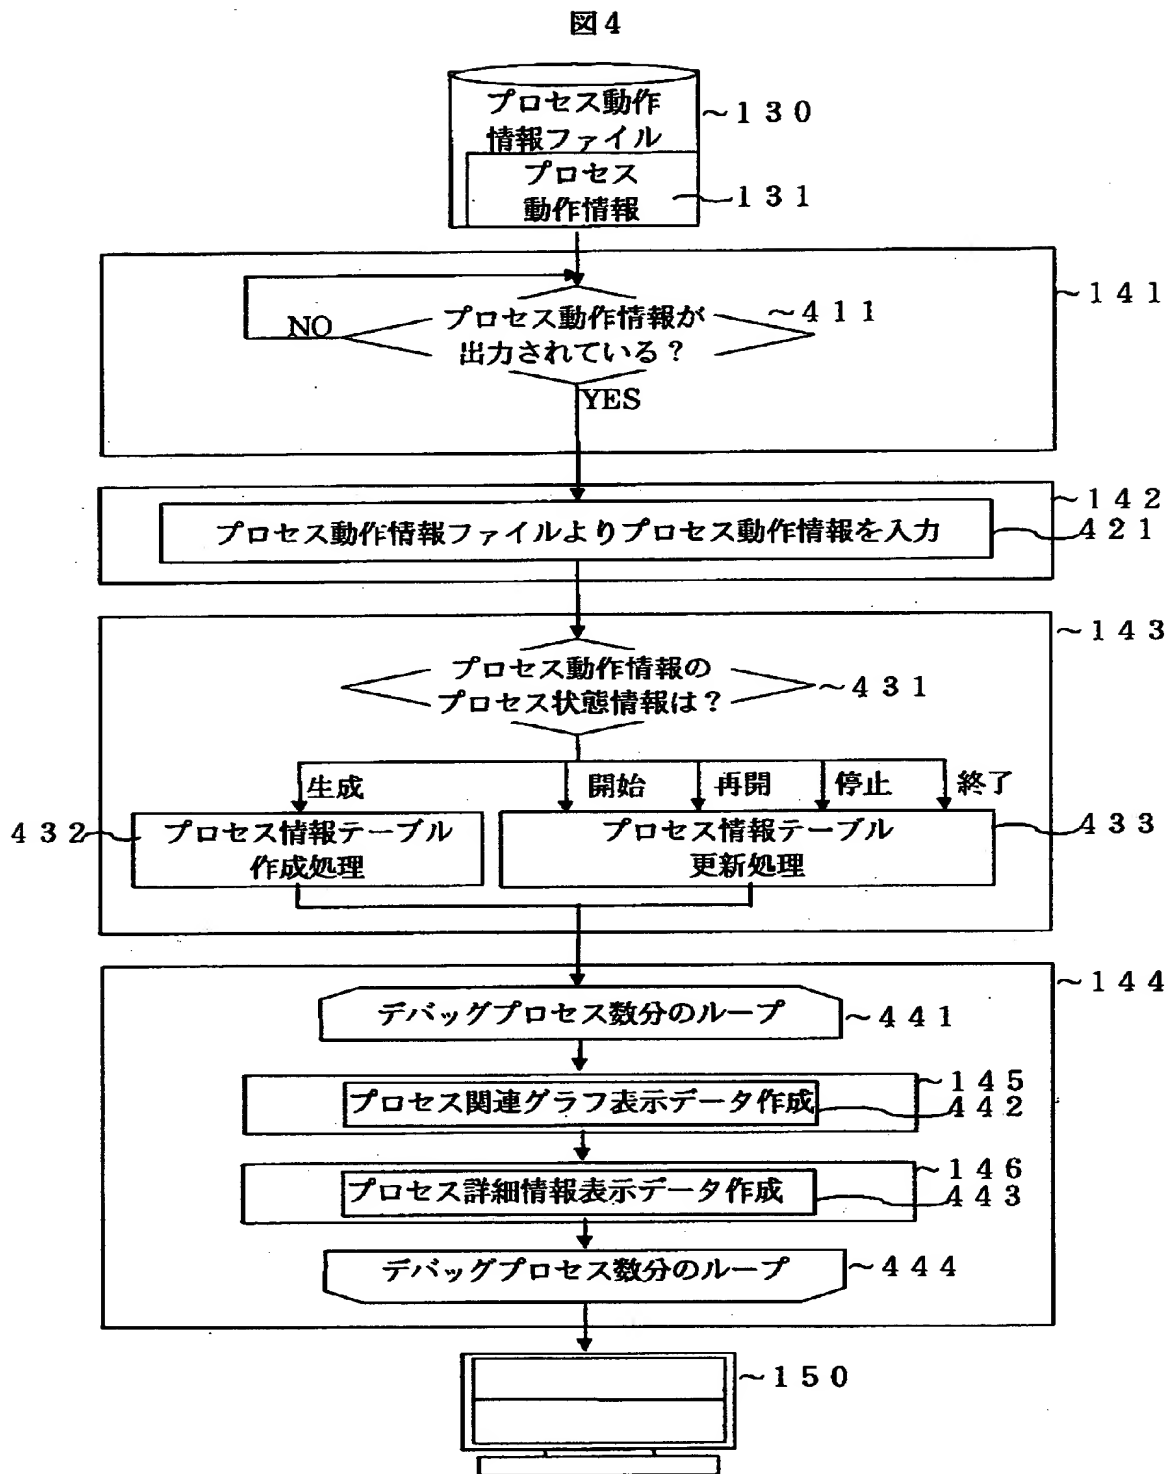 図4
プロセス動作
情報ファイル
～１３０
プロセス
動作情報
１３１
～１４１
プロセス動作情報が
出力されている？
～４１１
NO
YES
～１４２
プロセス動作情報ファイルよりプロセス動作情報を入力
４２１
～１４３
プロセス動作情報の
プロセス状態情報は？
～４３１
生成
開始
再開
停止
終了
４３２
プロセス情報テーブル
作成処理
プロセス情報テーブル
更新処理
４３３
～１４４
デバッグプロセス数分のループ
～４４１
～１４５
プロセス関連グラフ表示データ作成
４４２
～１４６
プロセス詳細情報表示データ作成
４４３
デバッグプロセス数分のループ
～４４４
～１５０